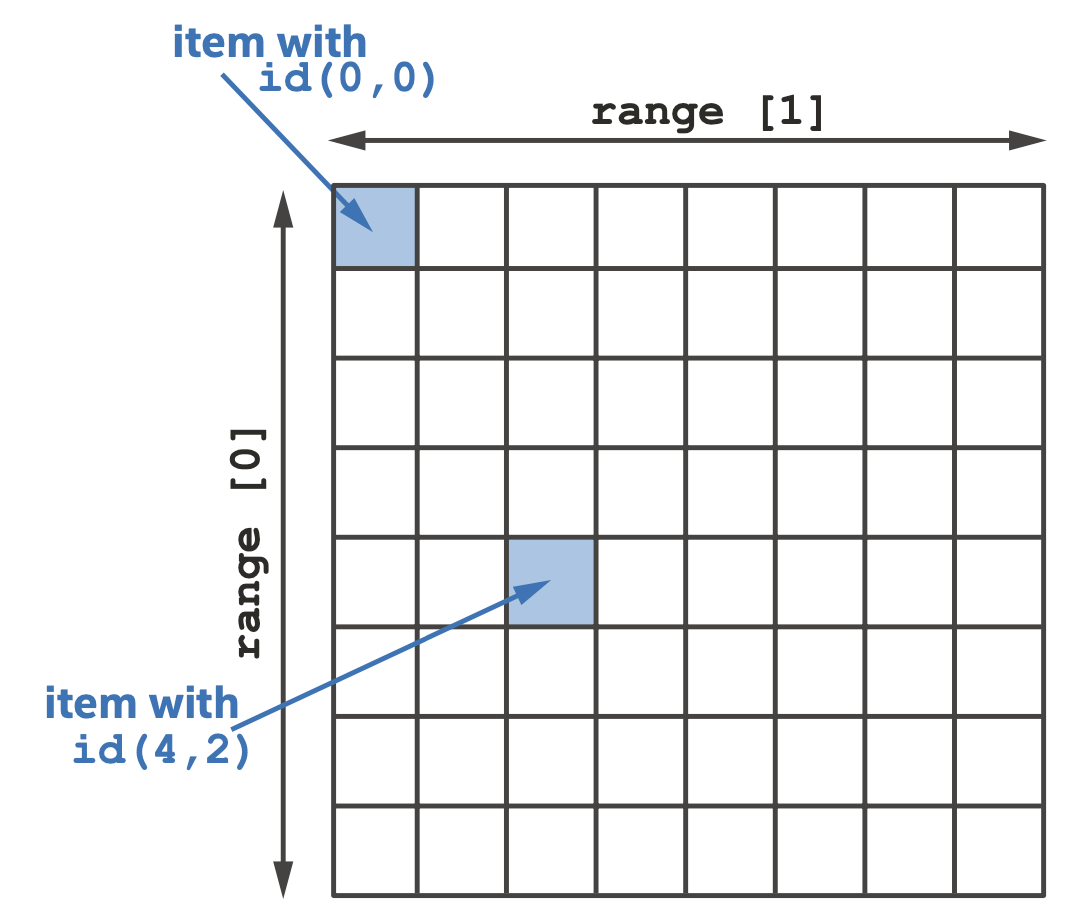 item with
id(0,0)
range [1]
range [0]
item with
id(4,2)